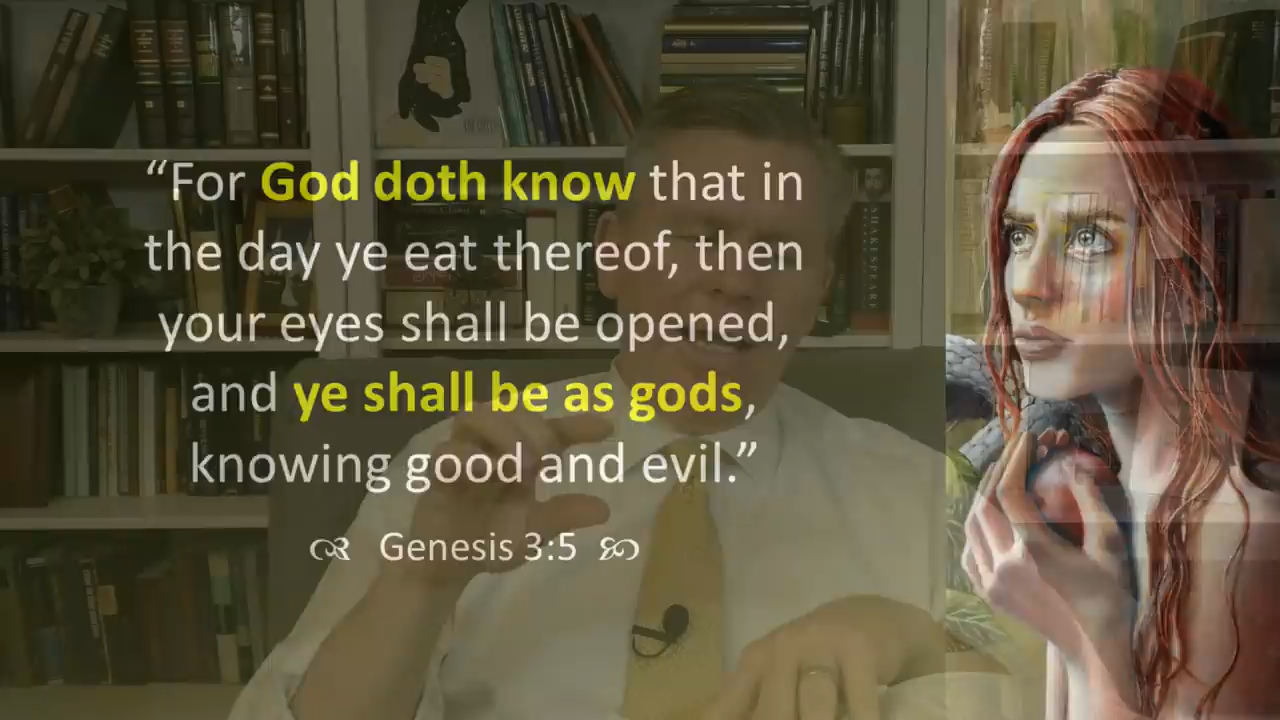 “For God doth know that in
the day ye eat thereof, then
your eyes shall be opened,
and ye shall be as gods,
knowing good and evil.”
Genesis 3:5
SHAKESPEARE